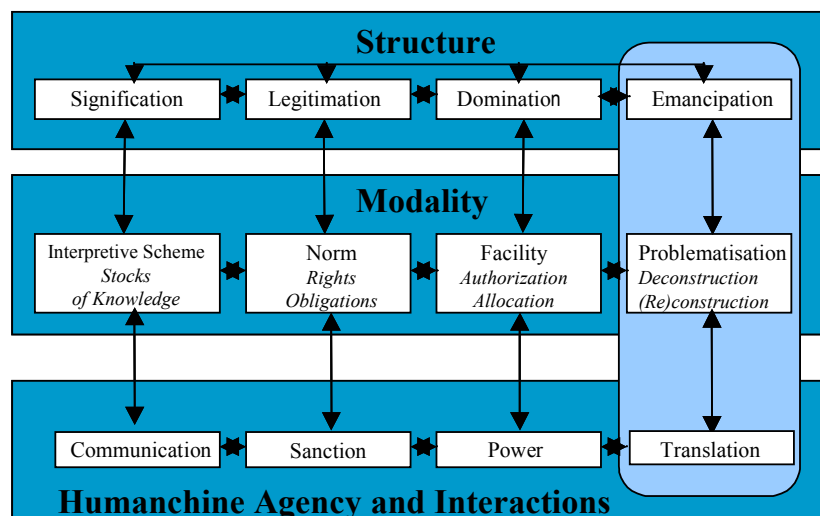 Structure
Signification
Legitimation
Domination
Emancipation
Modality
Interpretive Scheme
Stocks
of Knowledge
Norm
Rights
Obligations
Facility
Authorization
Allocation
Problematisation
Deconstruction
(Re)construction
Communication
Sanction
Power
Translation
Humanchine Agency and Interactions